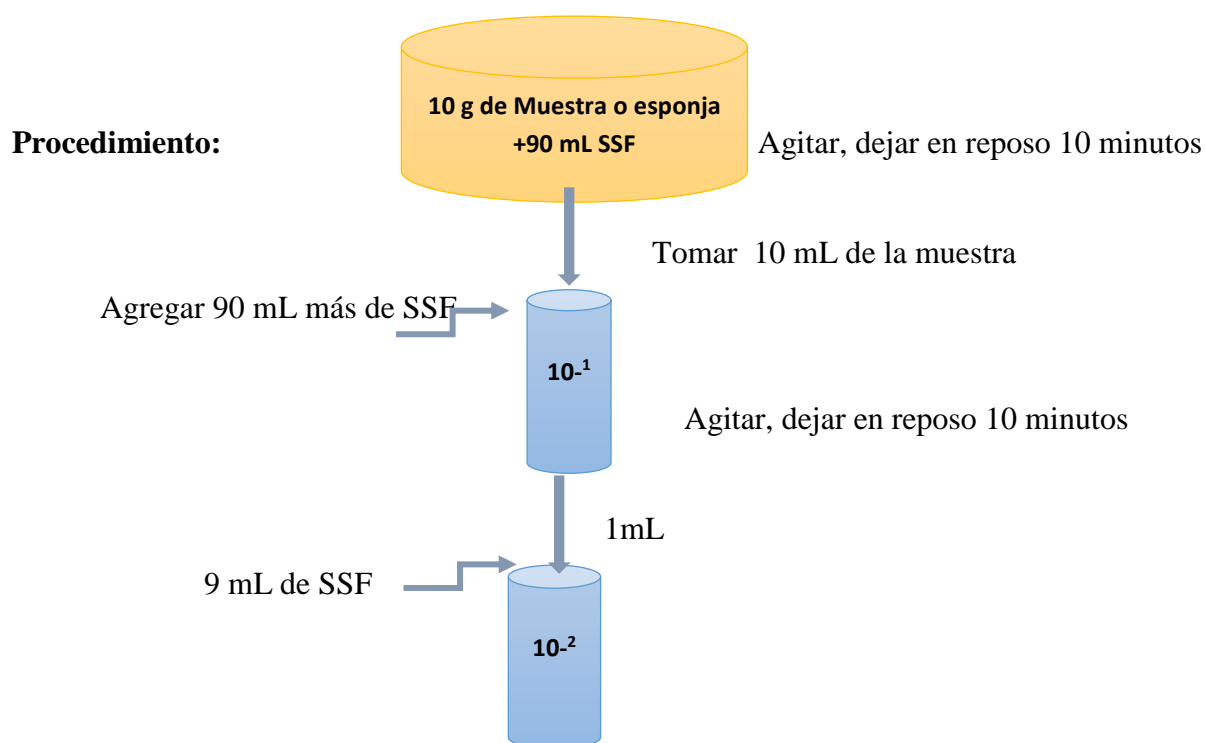 10 g de Muestra o esponja
+90 mL SSF
Procedimiento:
Agitar, dejar en reposo 10 minutos
Tomar 10 mL de la muestra
Agregar 90 mL más de SSF
10-¹
Agitar, dejar en reposo 10 minutos
1mL
9 mL de SSF
10-²